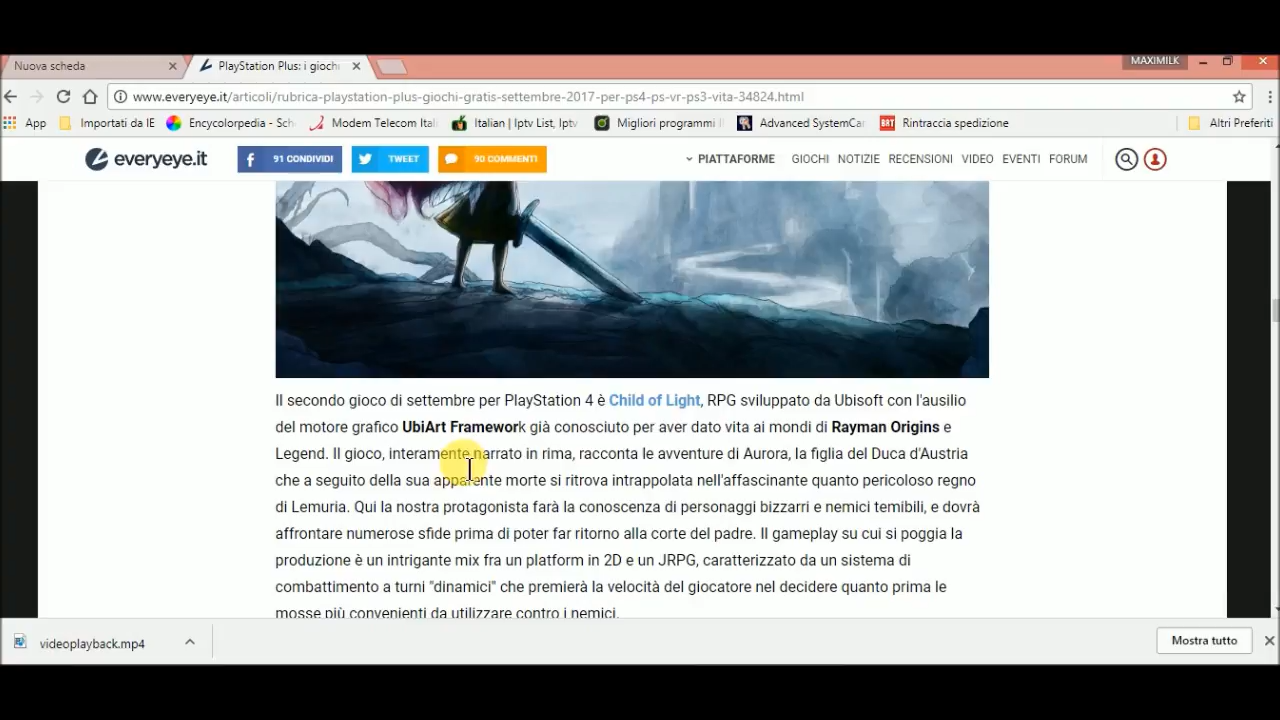 Nuova scheda
PlayStation Plus: i gioch
MAXIMILK
www.everyeye.it/articoli/rubrica-playstation-plus-giochi-gratis-settembre-2017-per-ps4-ps-vr-ps3-vita-34824.html
App Importati da IE Encycolorpedia - Sch Modem Telecom Itali Italian | Iptv List, Iptv Migliori programmi Advanced SystemCar BRT Rintraccia spedizione Altri Preferiti
everyeye.it 91 CONDIVIDI TWEET 90 COMMENTI PIATTAFORME GIOCHI NOTIZIE RECENSIONI VIDEO EVENTI FORUM
Il secondo gioco di settembre per PlayStation 4 è Child of Light, RPG sviluppato da Ubisoft con l'ausilio
del motore grafico UbiArt Framework già conosciuto per aver dato vita ai mondi di Rayman Origins e
Legend. Il gioco, interamente narrato in rima, racconta le avventure di Aurora, la figlia del Duca d'Austria
che a seguito della sua apparente morte si ritrova intrappolata nell'affascinante quanto pericoloso regno
di Lemuria. Qui la nostra protagonista farà la conoscenza di personaggi bizzarri e nemici temibili, e dovrà
affrontare numerose sfide prima di poter far ritorno alla corte del padre. Il gameplay su cui si poggia la
produzione è un intrigante mix fra un platform in 2D e un JRPG, caratterizzato da un sistema di
combattimento a turni "dinamici" che premierà la velocità del giocatore nel decidere quanto prima le
mosse più convenienti da utilizzare contro i nemici.
videoplayback.mp4
Mostra tutto